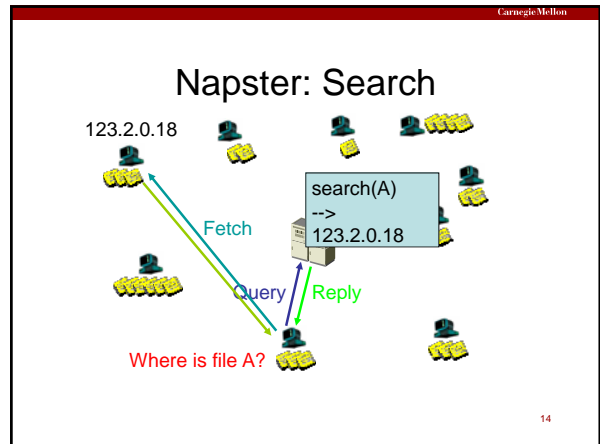 Carnegie Mellon
Napster: Search
123.2.0.18
search(A)
-->
123.2.0.18
Fetch
Query
Reply
Where is file A?
14